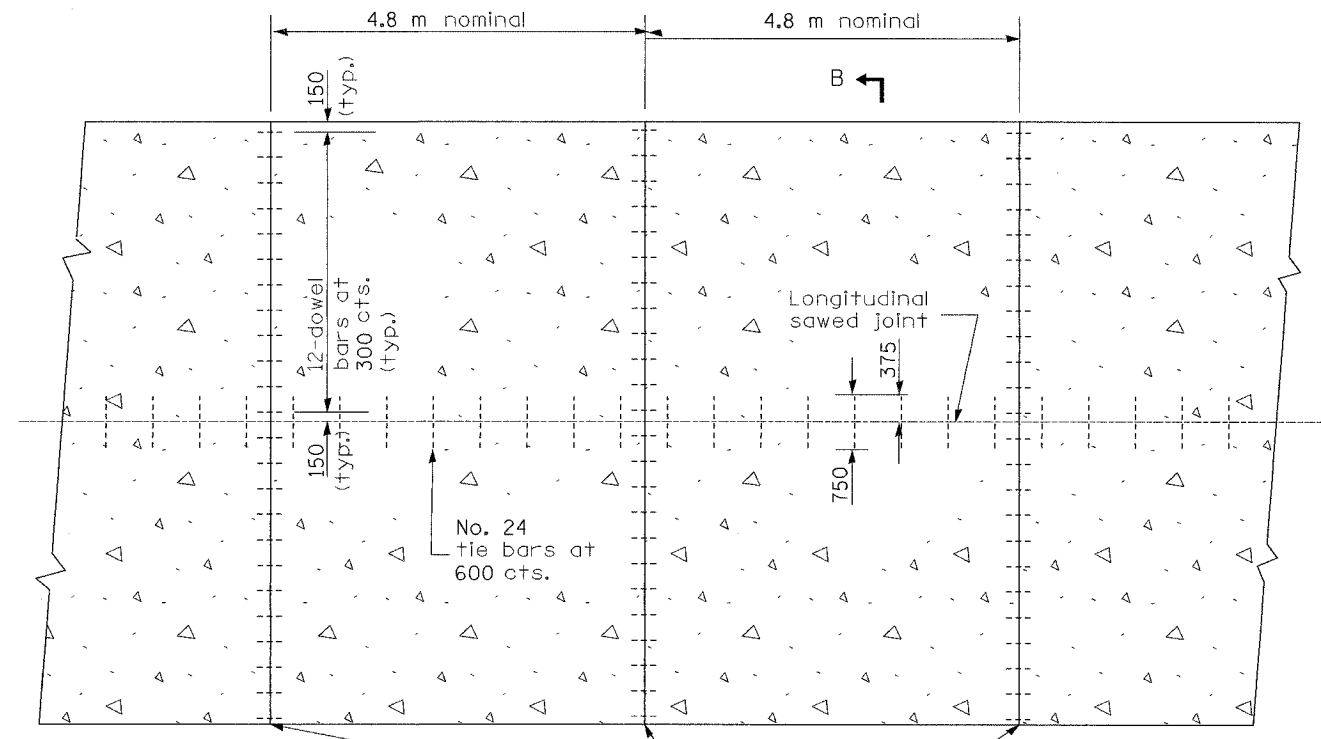 4.8 m nominal
4.8 m nominal
150
(typ.)
B
12-dowel
bars at
300 cts.
(typ.)
Longitudinal
sawed joint
375
150
(typ.)
750
No. 24
tie bars at
600 cts.